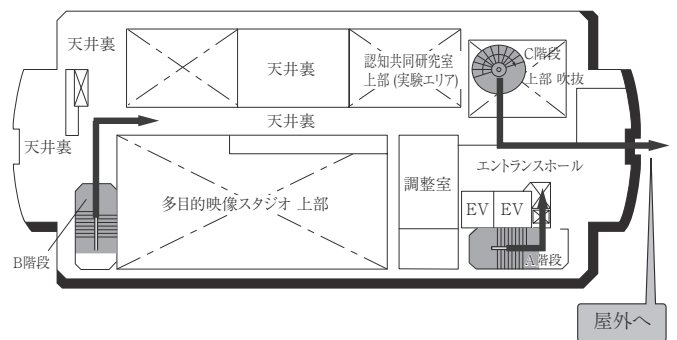 天井裏
天井裏
認知共同研究室
上部 (実験エリア)
C階段
上部 吹抜
天井裏
天井裏
エントランスホール
多目的映像スタジオ 上部
調整室
EV
EV
B階段
A階段
屋外へ